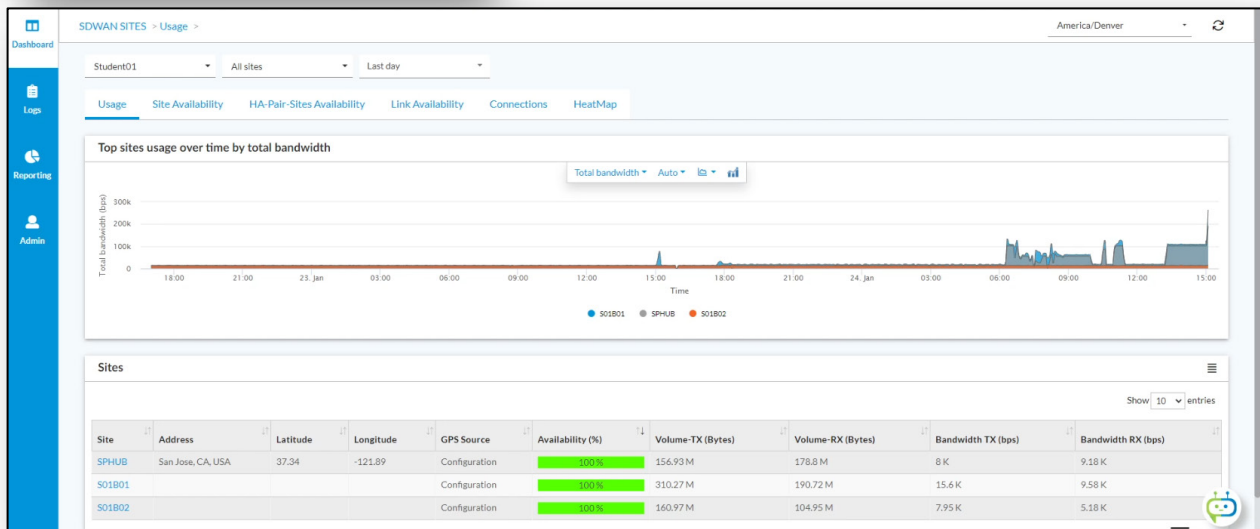 SDWAN SITES > Usage >
America/Denver
Dashboard
Student01
All sites
Last day
Logs
Usage
Site Availability
HA-Pair-Sites Availability
Link Availability
Connections
HeatMap
Top sites usage over time by total bandwidth
Reporting
Total bandwidth
Auto
Admin
Total bandwidth (bps)
300k
200k
100k
0
18:00
21:00
23. Jan
03:00
06:00
09:00
12:00
15:00
18:00
21:00
24. Jan
03:00
06:00
09:00
12:00
15:00
Time
S01B01
SPHUB
S01B02
Sites
Show 10 entries
Site Address Latitude Longitude GPS Source Availability (%) Volume-TX (Bytes) Volume-RX (Bytes) Bandwidth TX (bps) Bandwidth RX (bps)
SPHUB San Jose, CA, USA 37.34 -121.89 Configuration 100 % 156.93 M 178.8 M 8 K 9.18 K
S01B01 Configuration 100 % 310.27 M 190.72 M 15.6 K 9.58 K
S01B02 Configuration 100 % 160.97 M 104.95 M 7.95 K 5.18 K